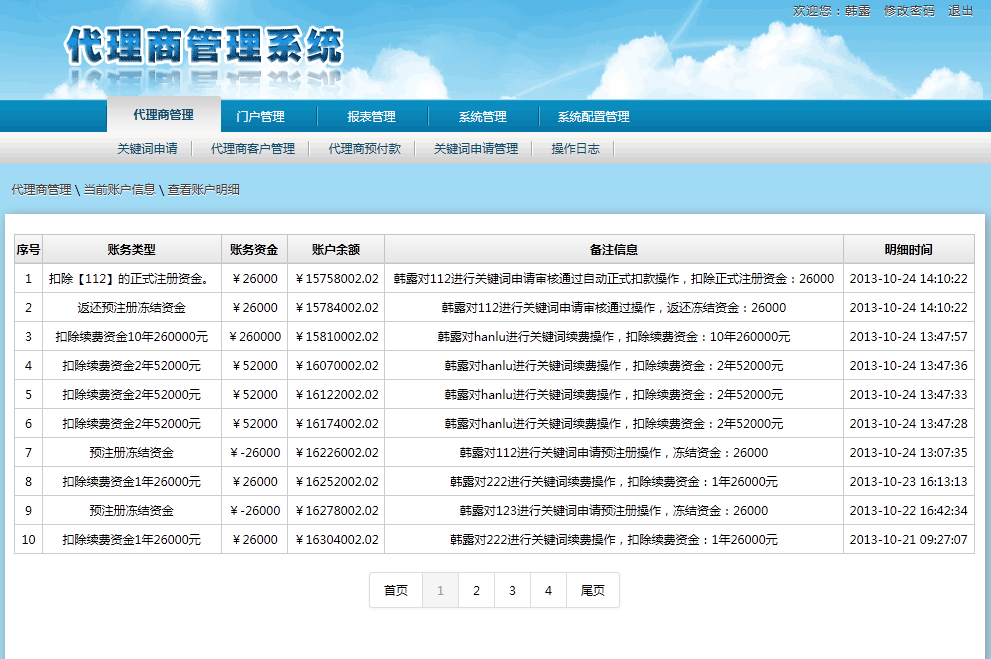 欢迎您：韩露 修改密码 退出
代理商管理系统
代理商管理 门户管理 报表管理 系统管理 系统配置管理
关键词申请 代理商客户管理 代理商预付款 关键词申请管理 操作日志
代理商管理 \ 当前账户信息 \ 查看账户明细
序号 账务类型 账务资金 账户余额 备注信息 明细时间
1 扣除【112】的正式注册资金。 ￥26000 ￥15758002.02 韩露对112进行关键词申请审核通过自动正式扣款操作，扣除正式注册资金：26000 2013-10-24 14:10:22
2 返还预注册冻结资金 ￥26000 ￥15784002.02 韩露对112进行关键词申请审核通过操作，返还冻结资金：26000 2013-10-24 14:10:22
3 扣除续费资金10年260000元 ￥260000 ￥15810002.02 韩露对hanlu进行关键词续费操作，扣除续费资金：10年260000元 2013-10-24 13:47:57
4 扣除续费资金2年52000元 ￥52000 ￥16070002.02 韩露对hanlu进行关键词续费操作，扣除续费资金：2年52000元 2013-10-24 13:47:36
5 扣除续费资金2年52000元 ￥52000 ￥16122002.02 韩露对hanlu进行关键词续费操作，扣除续费资金：2年52000元 2013-10-24 13:47:33
6 扣除续费资金2年52000元 ￥52000 ￥16174002.02 韩露对hanlu进行关键词续费操作，扣除续费资金：2年52000元 2013-10-24 13:47:28
7 预注册冻结资金 ￥-26000 ￥16226002.02 韩露对112进行关键词申请预注册操作，冻结资金：26000 2013-10-24 13:07:35
8 扣除续费资金1年26000元 ￥26000 ￥16252002.02 韩露对222进行关键词续费操作，扣除续费资金：1年26000元 2013-10-23 16:13:13
9 预注册冻结资金 ￥-26000 ￥16278002.02 韩露对123进行关键词申请预注册操作，冻结资金：26000 2013-10-22 16:42:34
10 扣除续费资金1年26000元 ￥26000 ￥16304002.02 韩露对222进行关键词续费操作，扣除续费资金：1年26000元 2013-10-21 09:27:07
首页 1 2 3 4 尾页